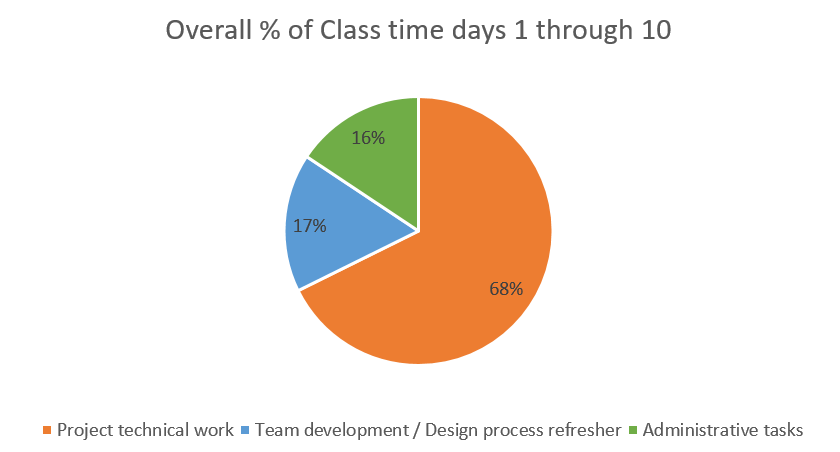 Overall % of Class time days 1 through 10
16%
17%
68%
Project technical work Team development / Design process refresher Administrative tasks